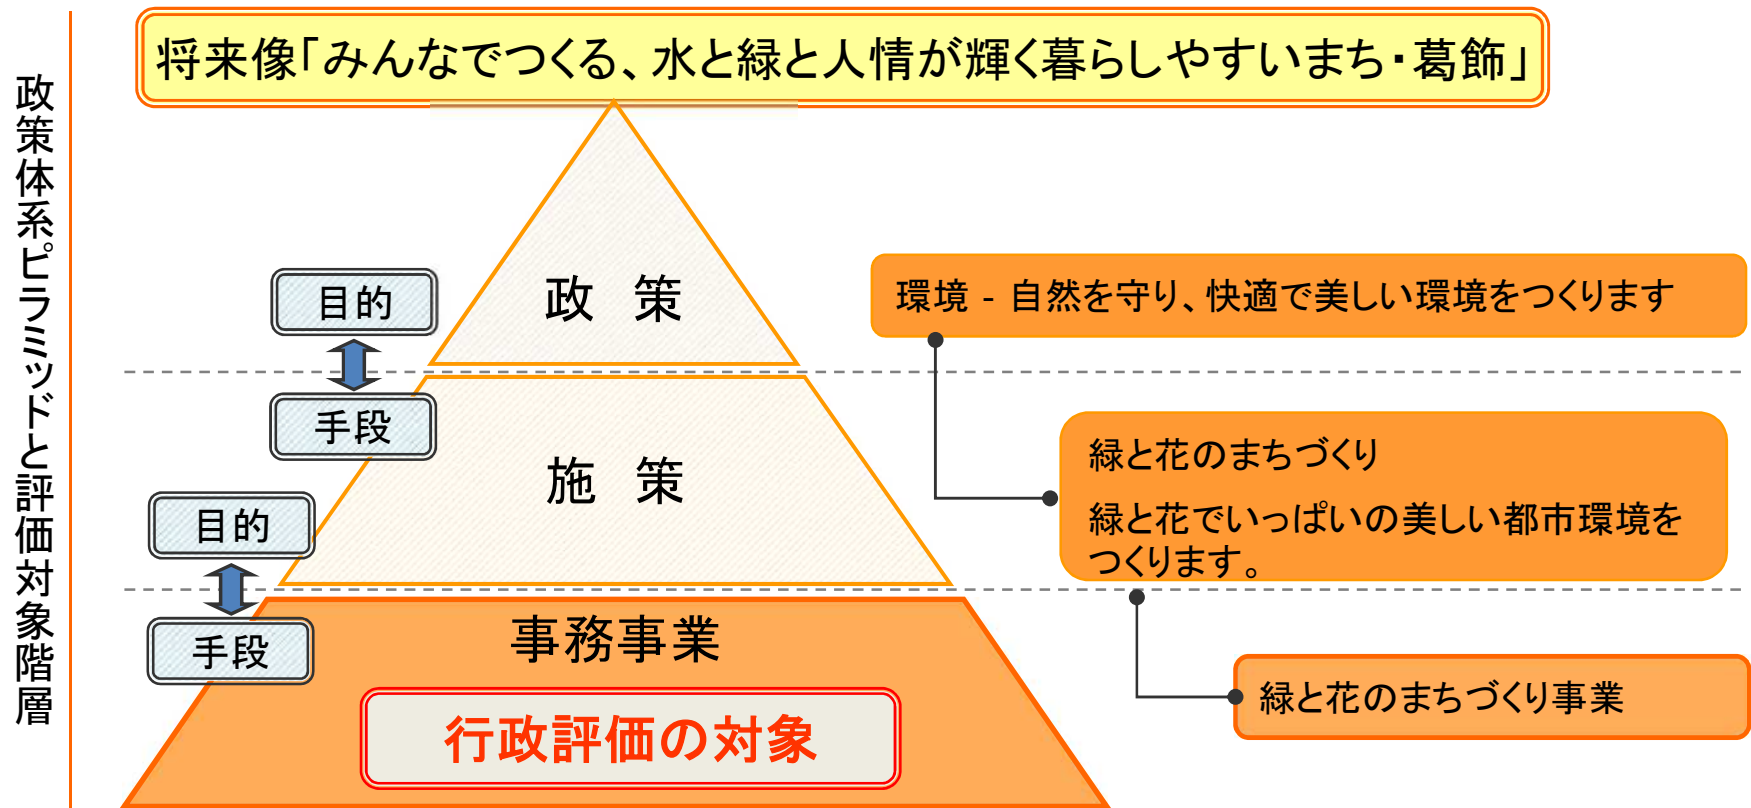 政策体系ピラミッドと評価対象階層
将来像「みんなでつくる、水と緑と人情が輝く暮らしやすいまち・葛飾」
目的
政　策
環境 - 自然を守り、快適で美しい環境をつくります
手段
施　策
緑と花のまちづくり
緑と花でいっぱいの美しい都市環境を
つくります。
目的
手段
事務事業
緑と花のまちづくり事業
行政評価の対象